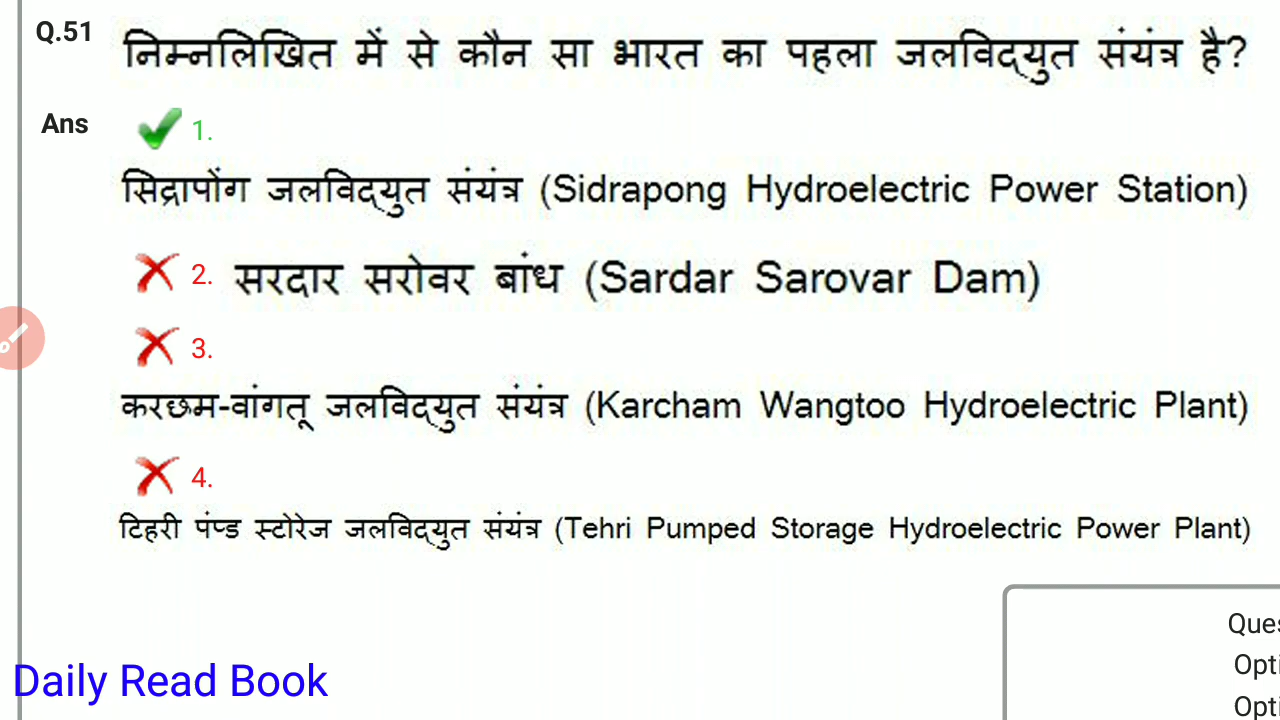 Q.51 निम्नलिखित में से कौन सा भारत का पहला जलविद्युत संयंत्र है?
Ans 1.
सिद्रापोंग जलविद्युत संयंत्र (Sidrapong Hydroelectric Power Station)
2. सरदार सरोवर बांध (Sardar Sarovar Dam)
3.
करछम-वांगतू जलविद्युत संयंत्र (Karcham Wangtoo Hydroelectric Plant)
4.
टिहरी पंप्ड स्टोरेज जलविद्युत संयंत्र (Tehri Pumped Storage Hydroelectric Power Plant)
Daily Read Book